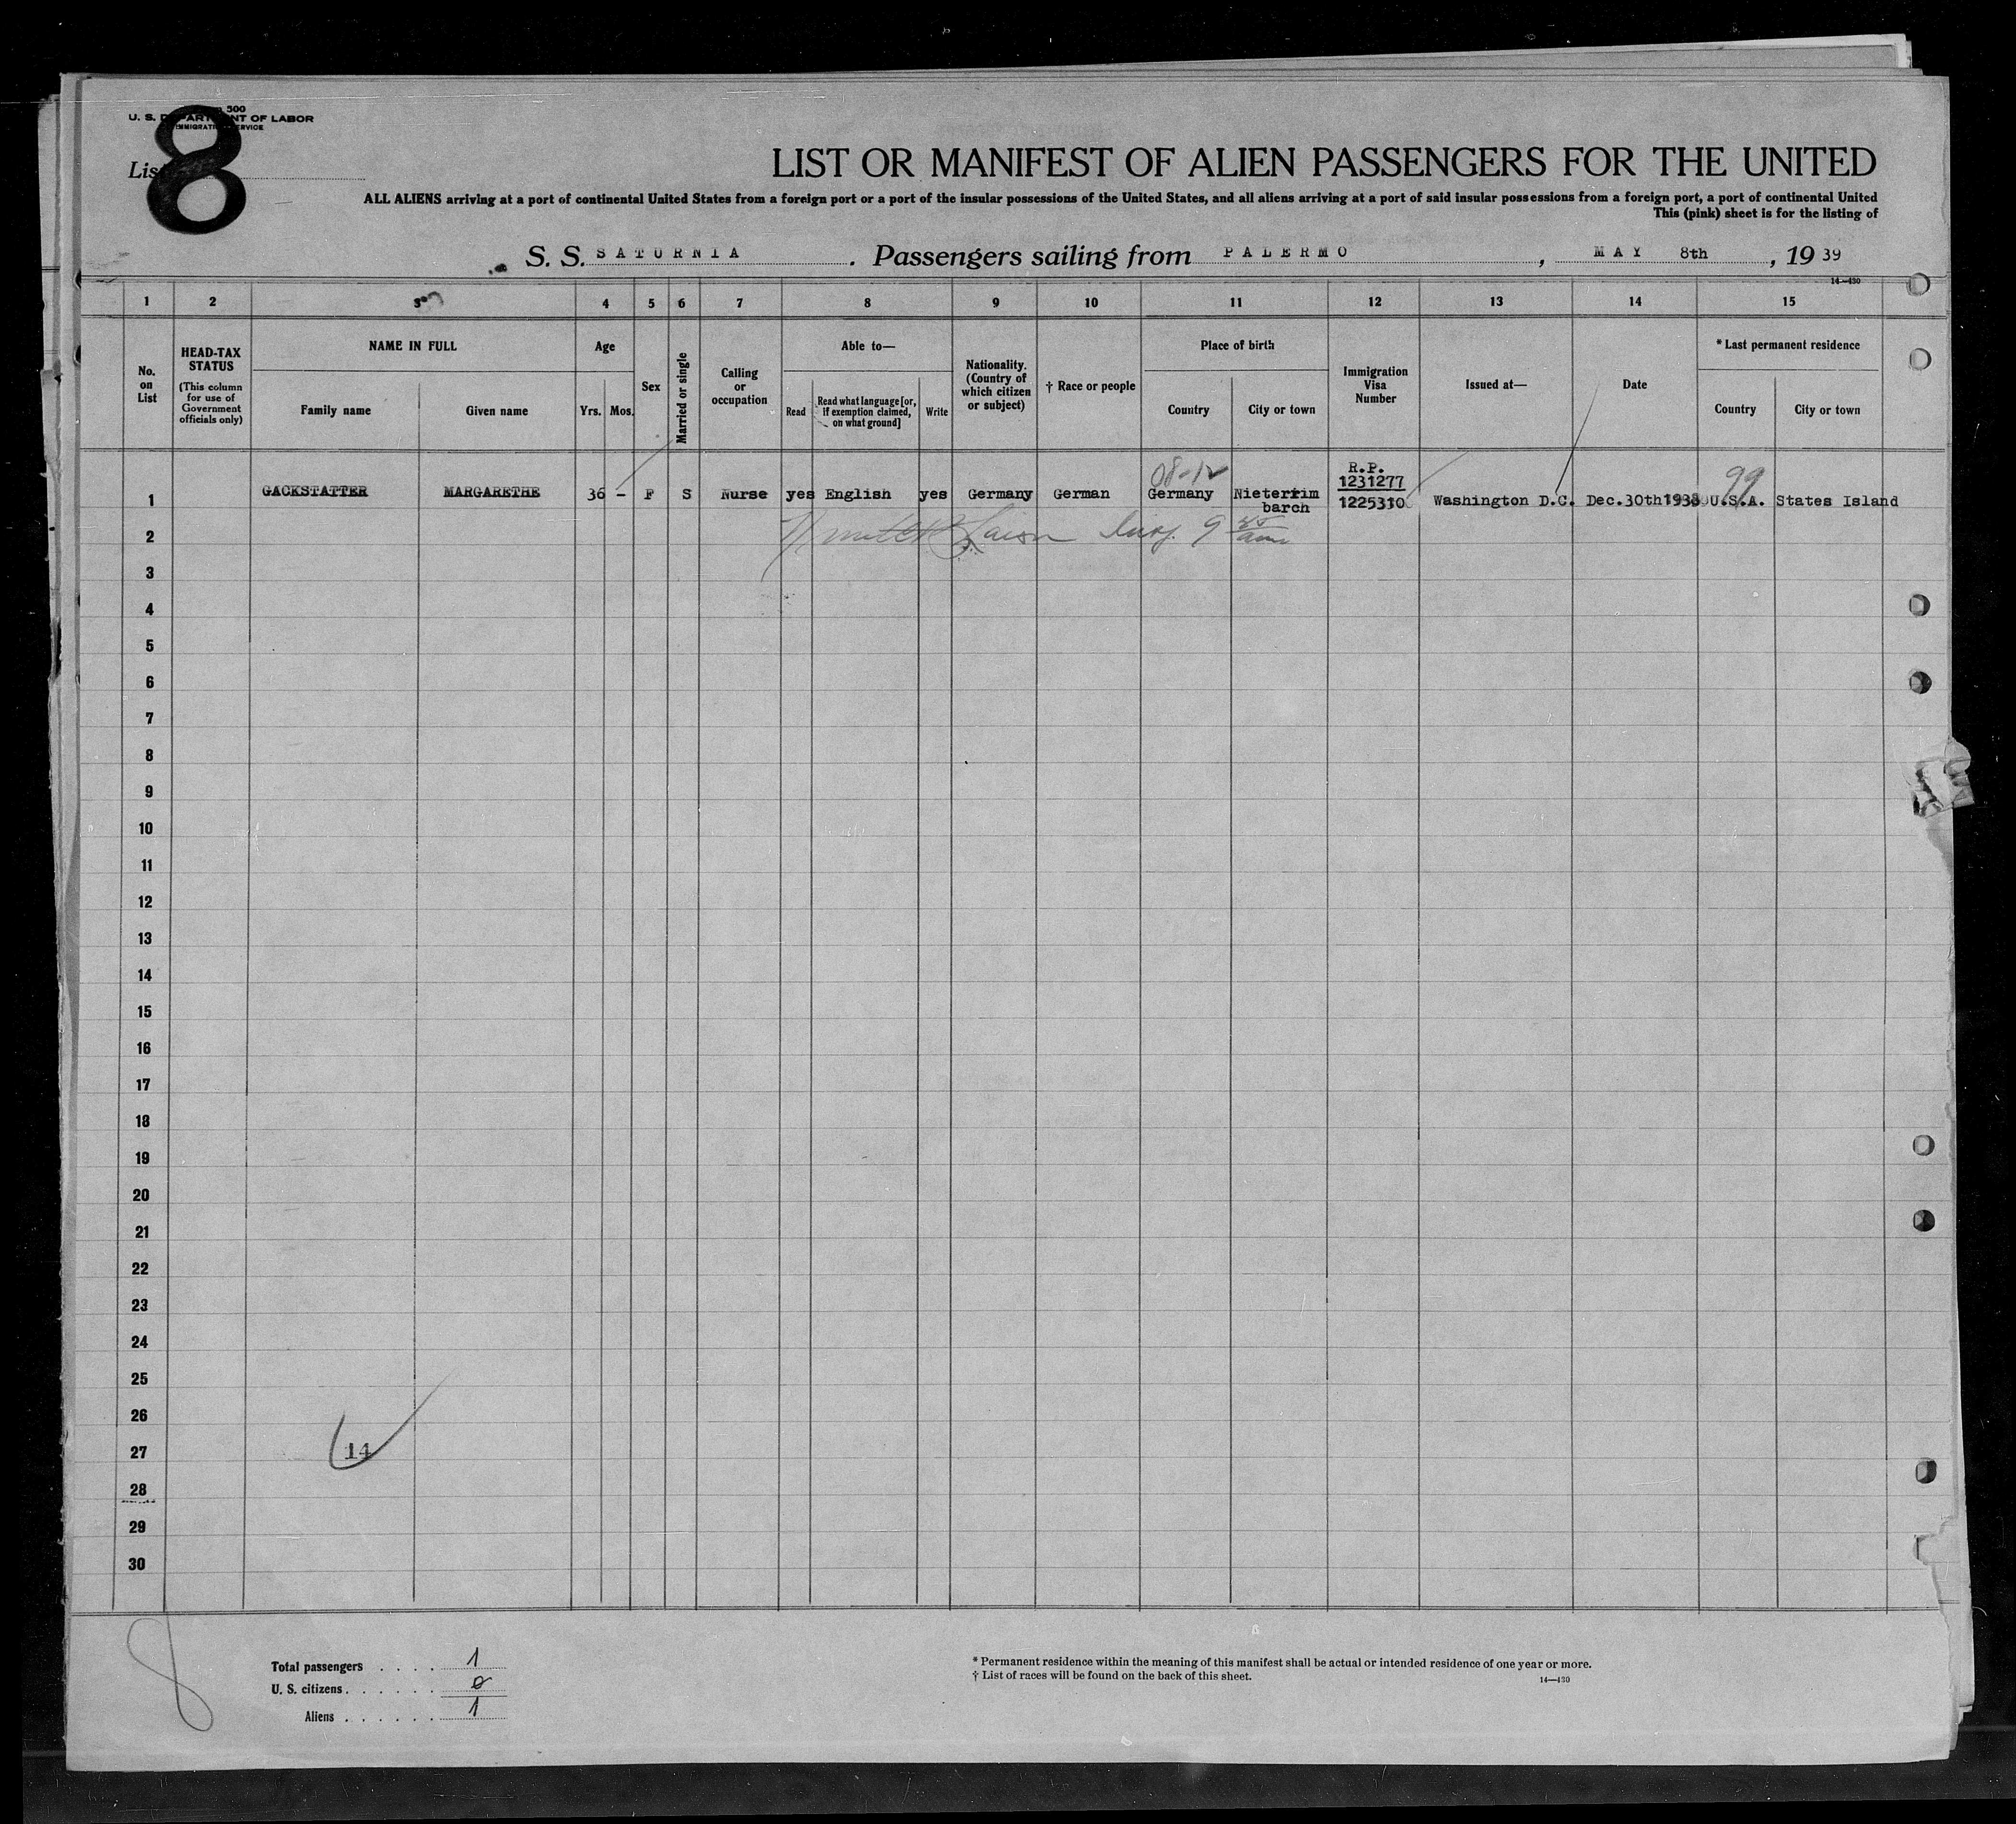 500
U. S. DEPARTMENT OF LABOR
IMMIGRATION SERVICE
List
8
LIST OR MANIFEST OF ALIEN PASSENGERS FOR THE UNITED
ALL ALIENS arriving at a port of continental United States from a foreign port or a port of the insular possessions of the United States, and all aliens arriving at a port of said insular possessions from a foreign port, a port of continental United
This (pink) sheet is for the listing of
S. S. SATURNIA. Passengers sailing from PALERMO, MAY 8th, 19 39
14—430
1 2 3 4 5 6 7 8 9 10 11 12 13 14 15
No. on List
HEAD-TAX STATUS
(This column for use of Government officials only)
NAME IN FULL
Family name Given name
Age
Yrs. Mos.
Sex
Married or single
Calling or occupation
Able to—
Read
Read what language [or, if exemption claimed, on what ground]
Write
Nationality. (Country of which citizen or subject)
† Race or people
Place of birth
Country City or town
Immigration Visa Number
Issued at—
Date
* Last permanent residence
Country City or town
08-12
R.P.
1231277
99
1 GACKSTATTER MARGARETHE 36 - F S Nurse yes English yes Germany German Germany Nieterrim 1225310 Washington D.C. Dec.30th1938 U.S.A. States Island
barch
2
3
4
5
6
7
8
9
10
11
12
13
14
15
16
17
18
19
20
21
22
23
24
25
26
27 14
28
29
30
8
Total passengers . . . . 1
U. S. citizens . . . . . . 0
Aliens . . . . . . 1
* Permanent residence within the meaning of this manifest shall be actual or intended residence of one year or more.
† List of races will be found on the back of this sheet.
14—430